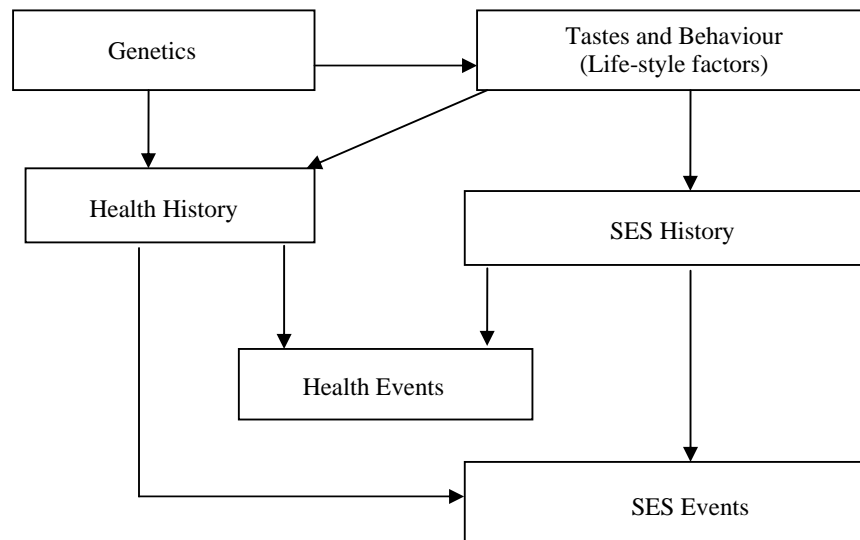 Genetics
Tastes and Behaviour
(Life-style factors)
Health History
SES History
Health Events
SES Events